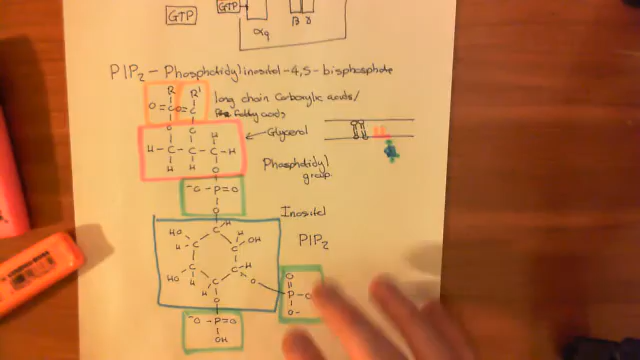 GTP
GTP
αq
β γ
PIP2 - Phosphotidylinositol-4,5-bisphosphate
R R'
O=C O=C
long chain Carboxylic acids/
Fatty acids
O O H
Glycerol
H-C-C-C-H
H H O
Phosphotidyl
group
-O-P=O
O
Inositol
C H
HO H
H C C OH
PIP2
C C H
HO H C O
O
P-O
O-
O
-O-P=O
OH